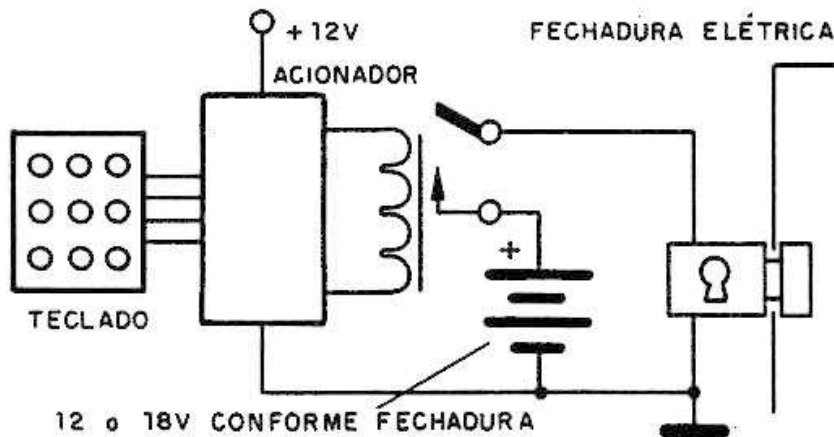 +12V
FECHADURA ELÉTRICA
ACIONADOR
+
TECLADO
12 a 18V CONFORME FECHADURA